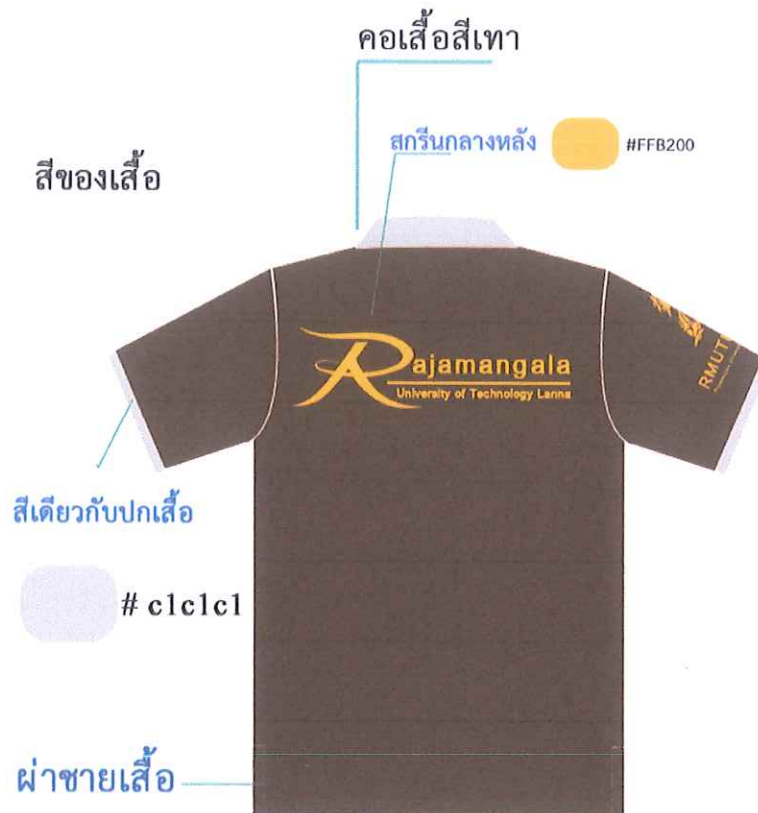 คอเสื้อสีเทา
สกรีนกลางหลัง
#FFB200
สีของเสื้อ
Rajamangala
University of Technology Lanna
RMUT
สีเดียวกับปกเสื้อ
# c1c1c1
ผ่าชายเสื้อ